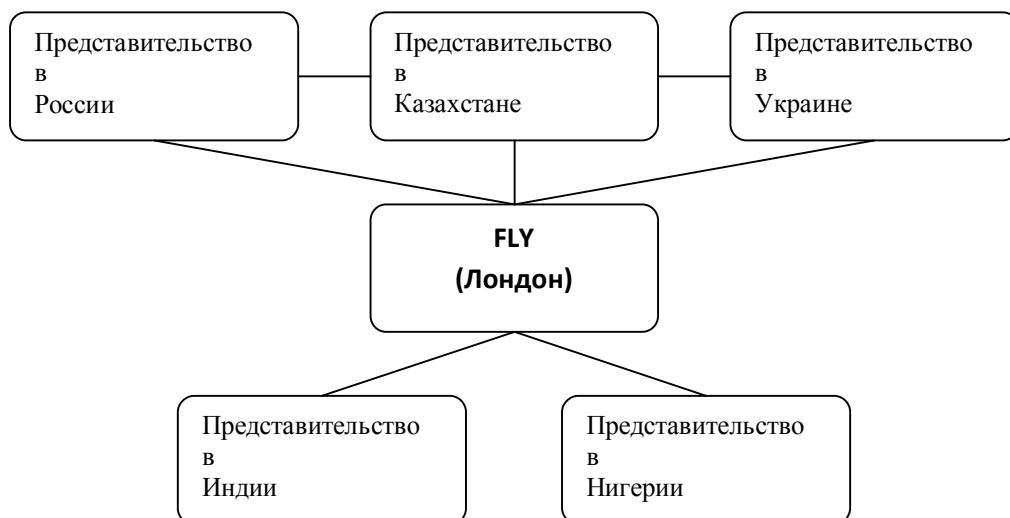 Представительство
в
России
Представительство
в
Казахстане
Представительство
в
Украине
FLY
(Лондон)
Представительство
в
Индии
Представительство
в
Нигерии